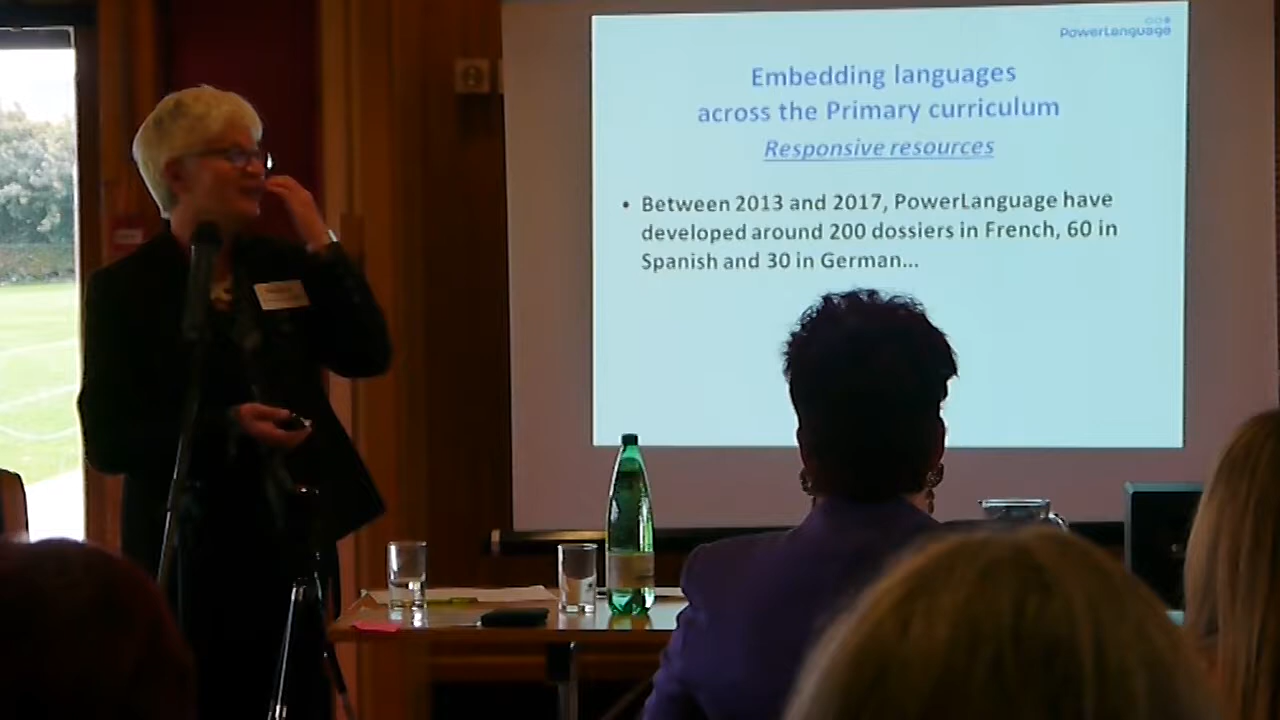 PowerLanguage
Embedding languages
across the Primary curriculum
Responsive resources
• Between 2013 and 2017, PowerLanguage have
developed around 200 dossiers in French, 60 in
Spanish and 30 in German...